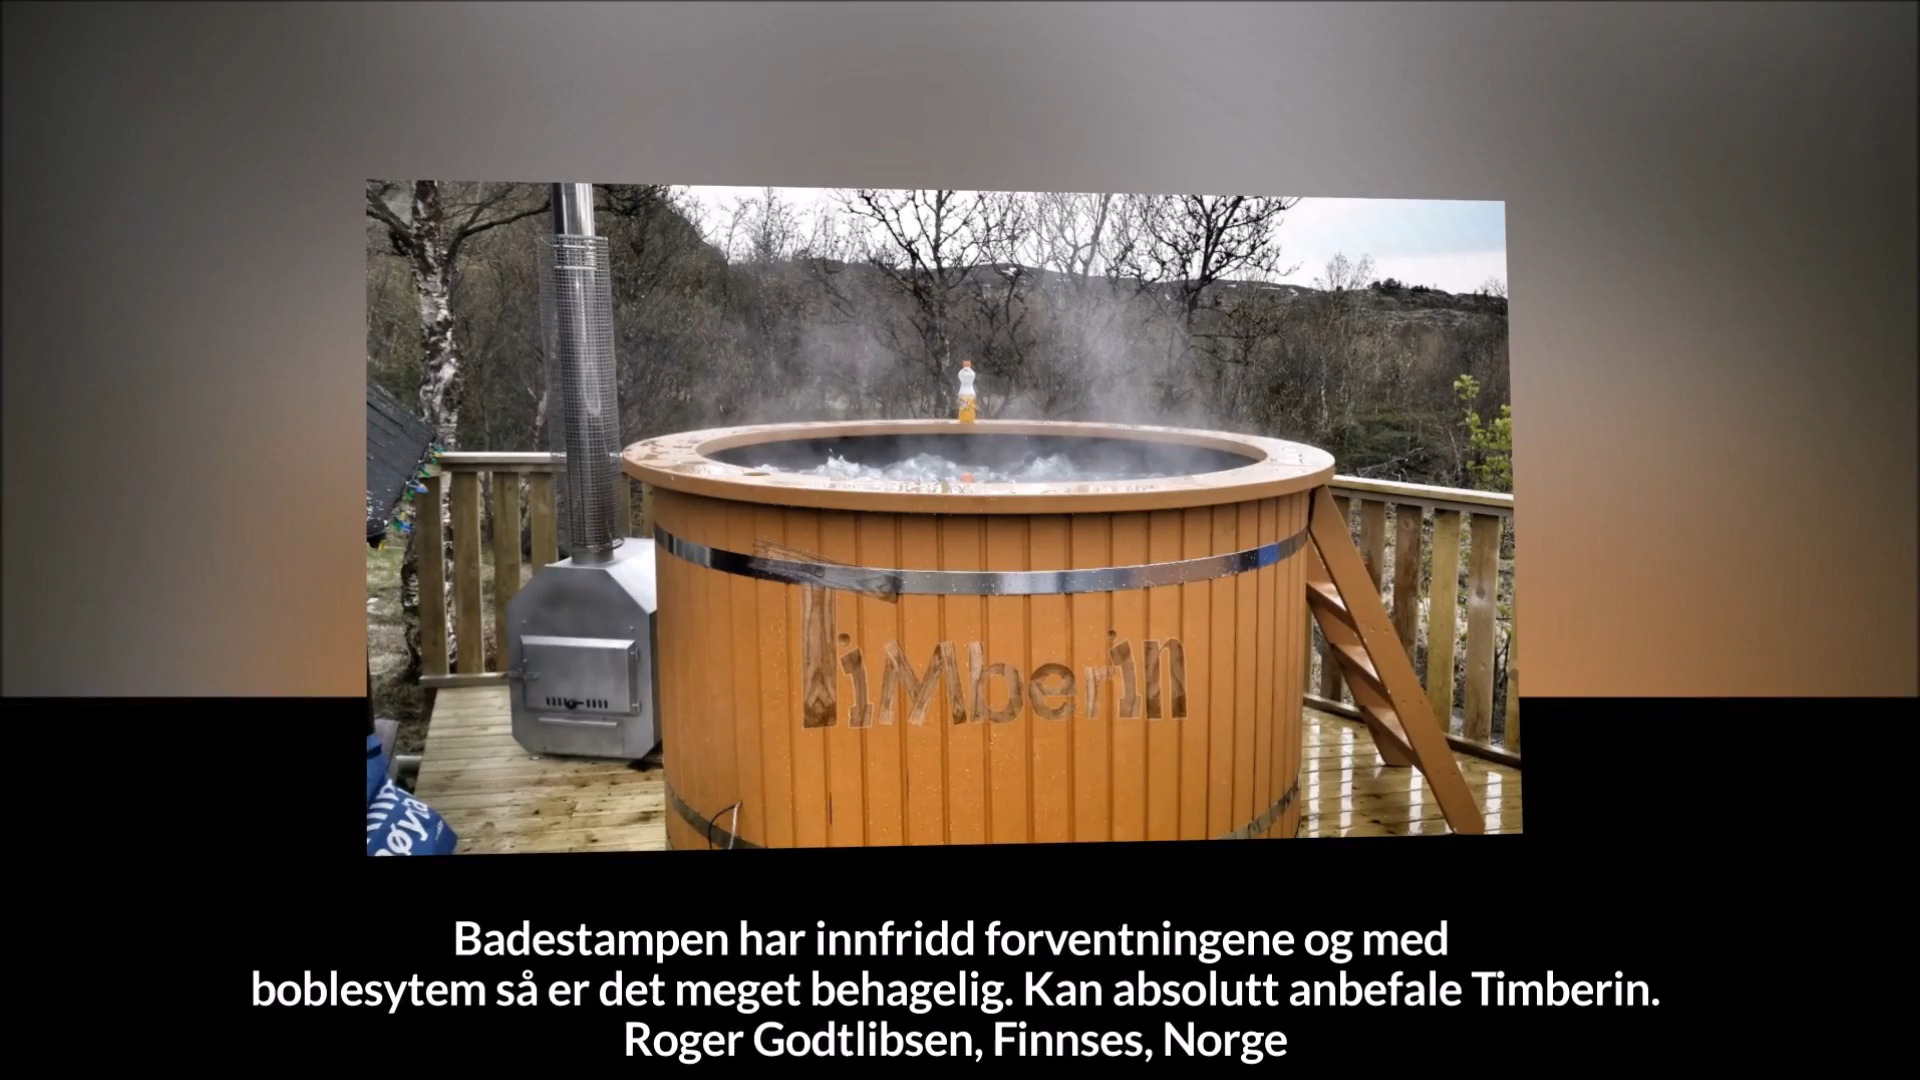 Timberin
øyr
Badestampen har innfridd forventningene og med
boblesytem så er det meget behagelig. Kan absolutt anbefale Timberin.
Roger Godtlibsen, Finnses, Norge